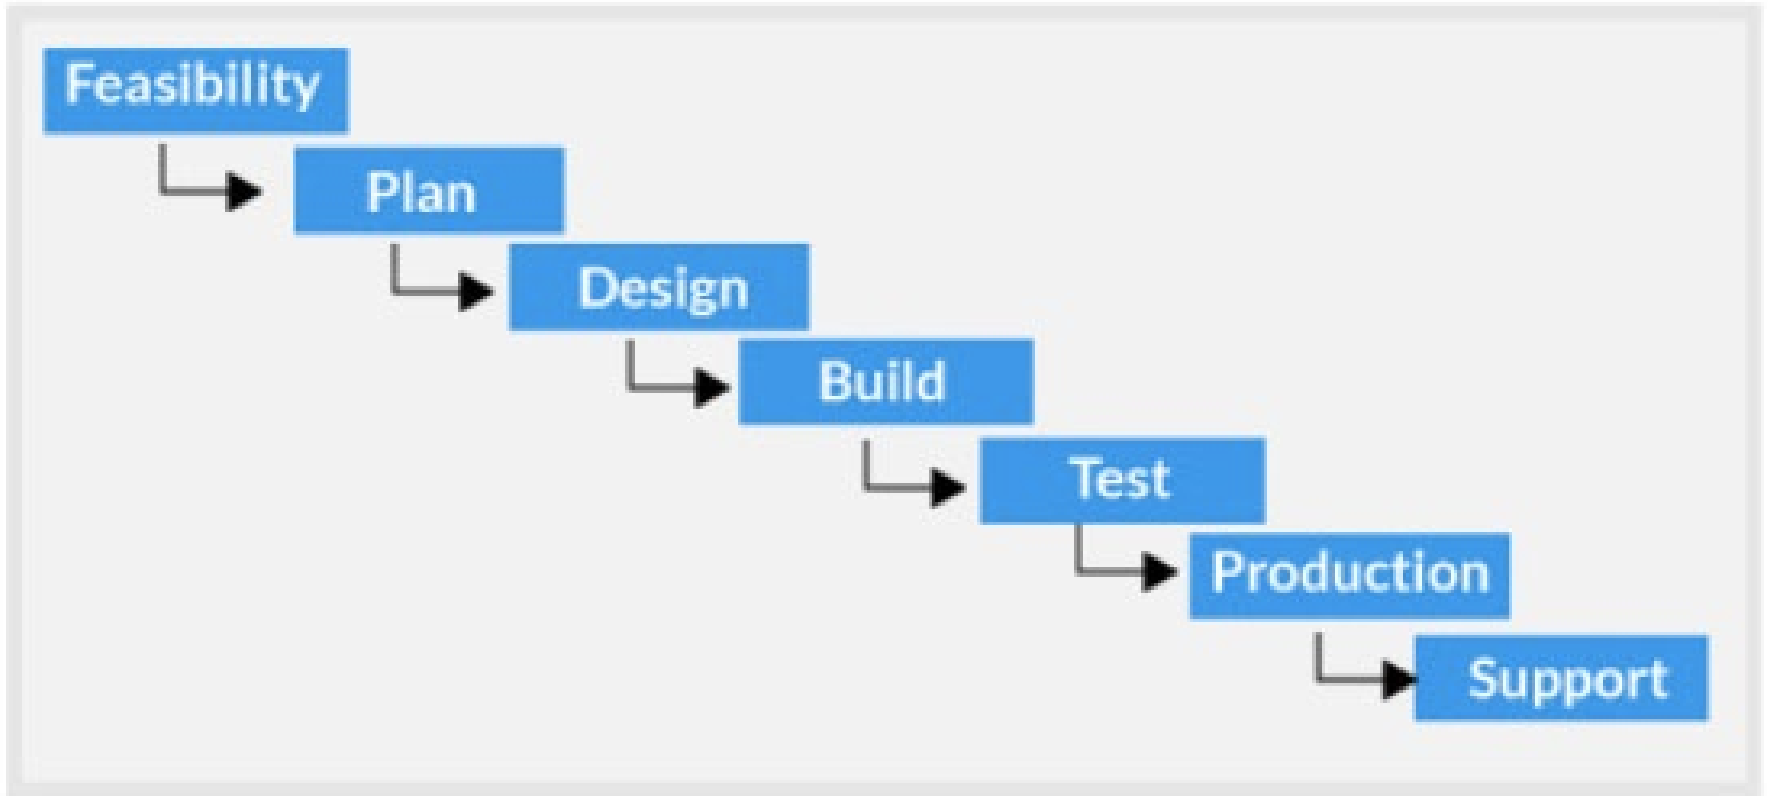 Feasibility
Plan
Design
Build
Test
Production
Support